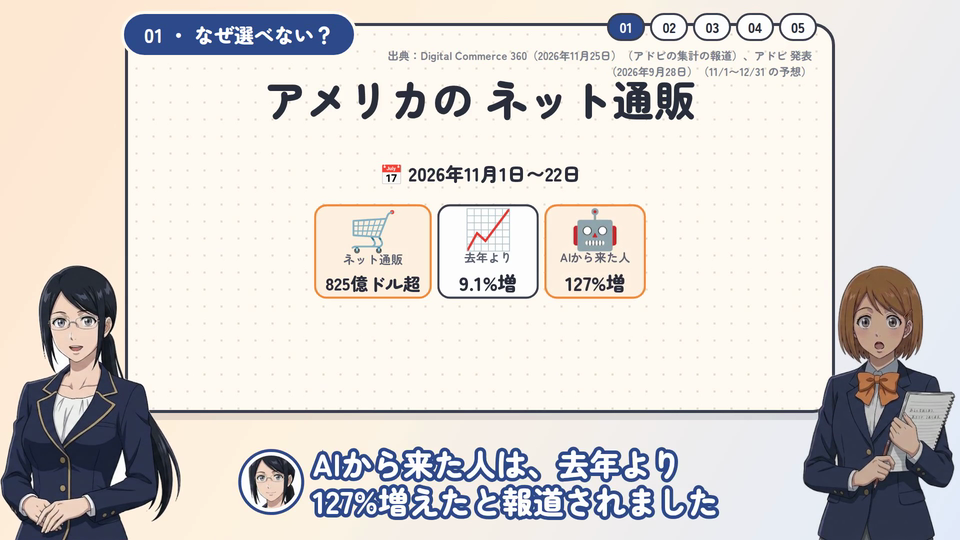 01 ・ なぜ選べない？
01 02 03 04 05
出典：Digital Commerce 360（2026年11月25日）（アドビの集計の報道）、アドビ 発表
（2026年9月28日）（11/1〜12/31 の予想）
アメリカの ネット通販
July 17 2026年11月1日〜22日
ネット通販
825億ドル超
去年より
9.1%増
AIから来た人
127%増
AIから来た人は、去年より
127%増えたと報道されました